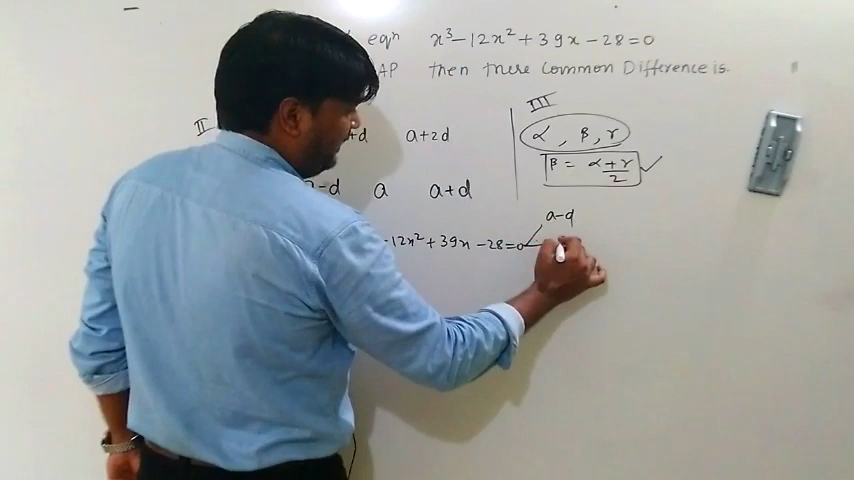 eqn x³-12x²+39x-28=0
AP then there Common Difference is.
III
II +d a+2d
α, β, γ
β = α+γ/2 ✓
-d a a+d
-12x²+39x-28=0
a-d